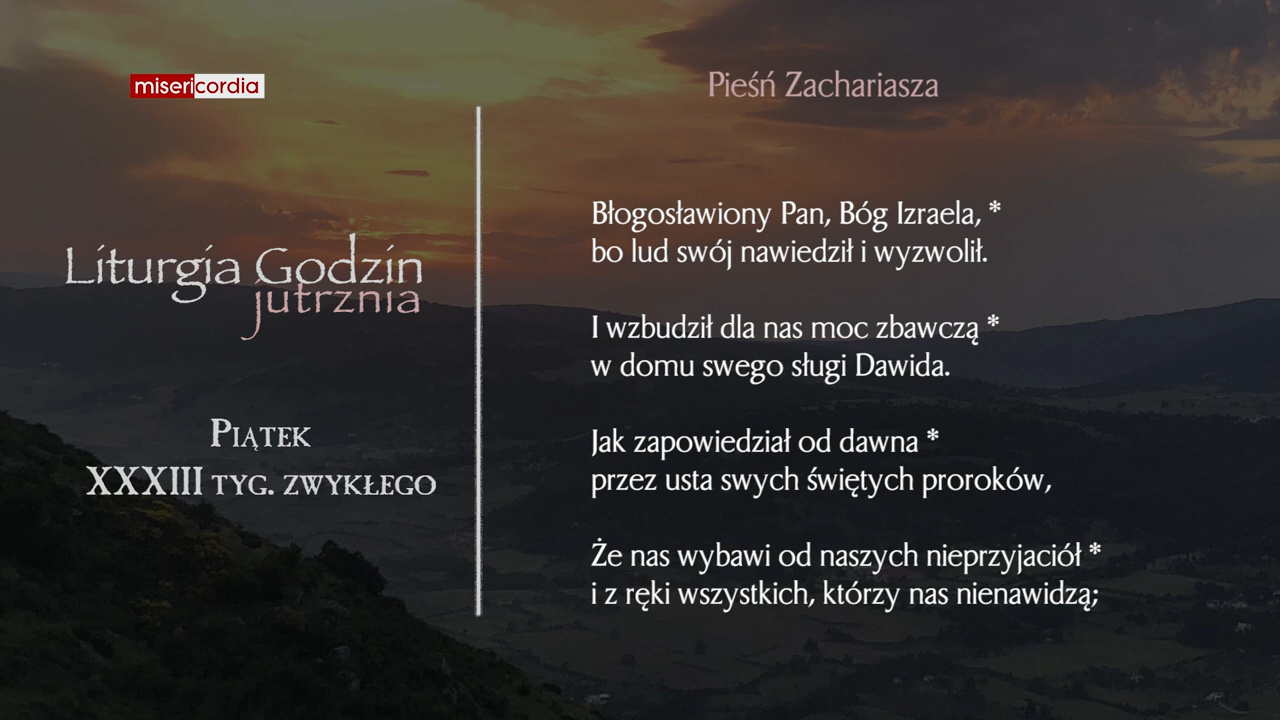 misericordia
Liturgia Godzin
jutrznia
Piątek
XXXIII tyg. zwykłego
Pieśń Zachariasza
Błogosławiony Pan, Bóg Izraela, *
bo lud swój nawiedził i wyzwolił.
I wzbudził dla nas moc zbawczą *
w domu swego sługi Dawida.
Jak zapowiedział od dawna *
przez usta swych świętych proroków,
Że nas wybawi od naszych nieprzyjaciół *
i z ręki wszystkich, którzy nas nienawidzą;